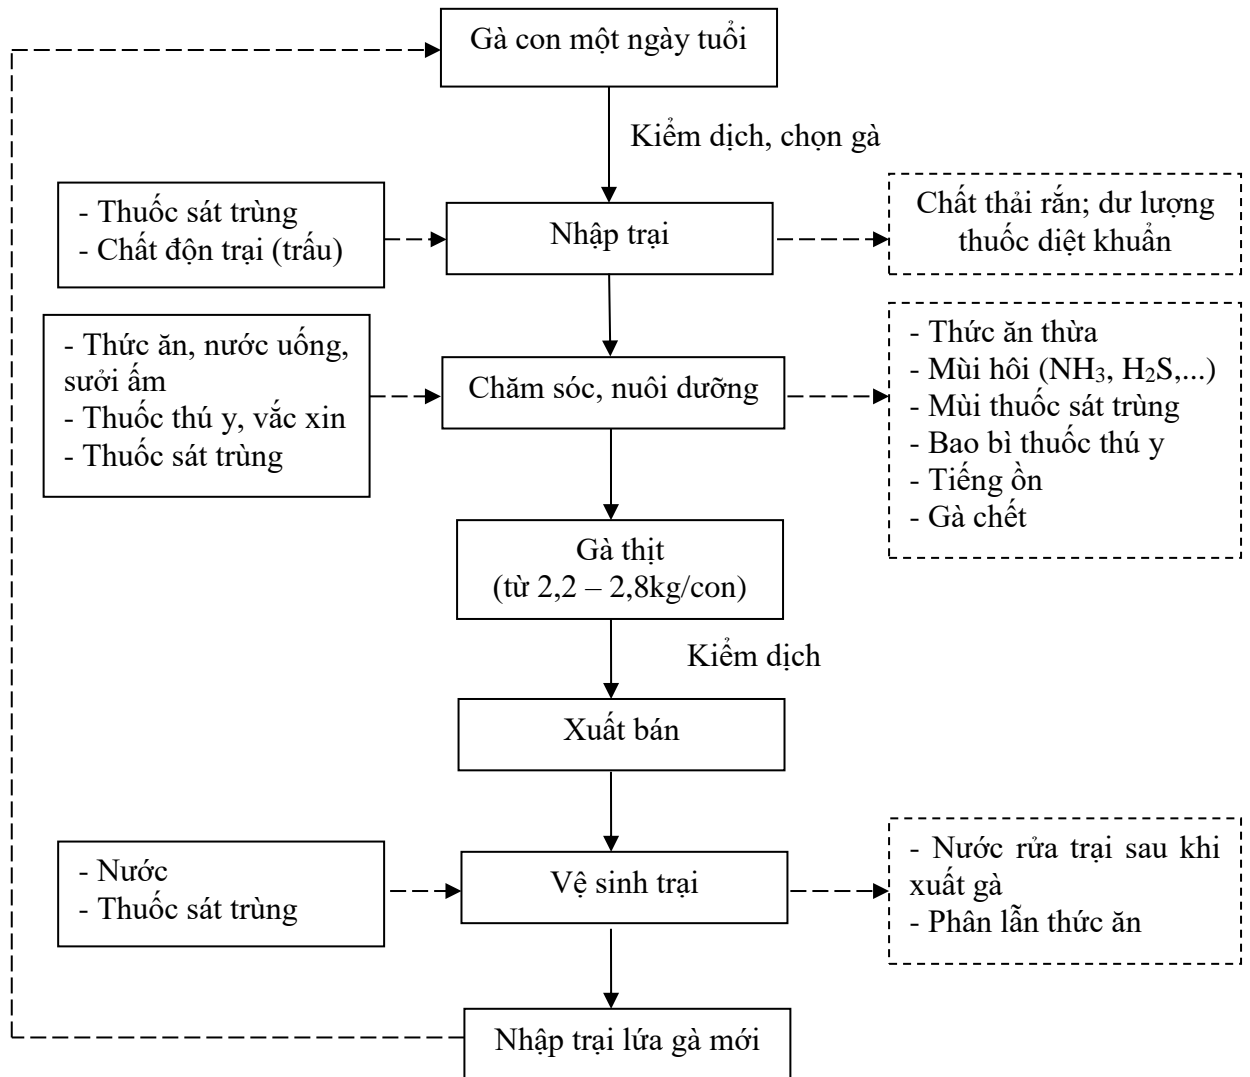 Gà con một ngày tuổi
Kiểm dịch, chọn gà
- Thuốc sát trùng
- Chất độn trại (trấu)
Nhập trại
Chất thải rắn; dư lượng
thuốc diệt khuẩn
- Thức ăn, nước uống,
sưởi ấm
- Thuốc thú y, vắc xin
- Thuốc sát trùng
Chăm sóc, nuôi dưỡng
- Thức ăn thừa
- Mùi hôi (NH₃, H₂S,...)
- Mùi thuốc sát trùng
- Bao bì thuốc thú y
- Tiếng ồn
- Gà chết
Gà thịt
(từ 2,2 – 2,8kg/con)
Kiểm dịch
Xuất bán
- Nước
- Thuốc sát trùng
Vệ sinh trại
- Nước rửa trại sau khi
xuất gà
- Phân lẫn thức ăn
Nhập trại lứa gà mới